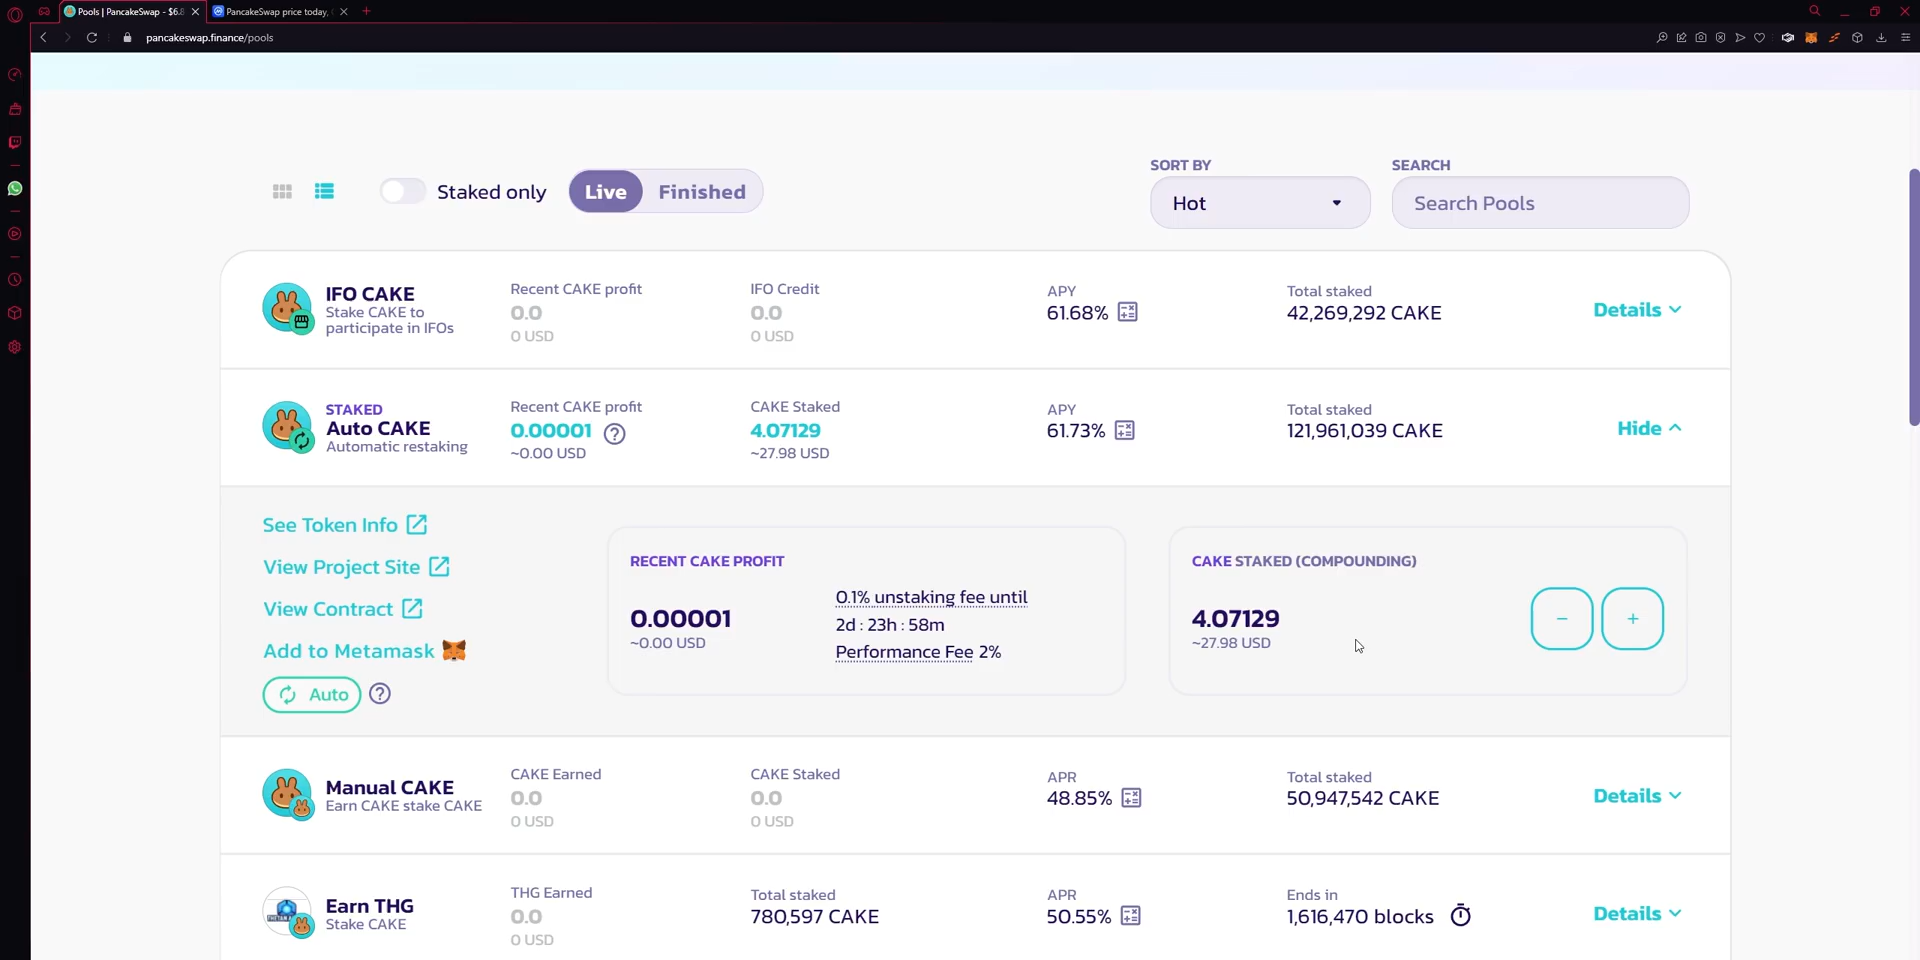 Pools | PancakeSwap - $6.8
PancakeSwap price today,
pancakeswap.finance/pools
Staked only
Live
Finished
SORT BY
Hot
SEARCH
Search Pools
IFO CAKE
Stake CAKE to
participate in IFOs
Recent CAKE profit
0.0
0 USD
IFO Credit
0.0
0 USD
APY
61.68%
Total staked
42,269,292 CAKE
Details
STAKED
Auto CAKE
Automatic restaking
Recent CAKE profit
0.00001
~0.00 USD
CAKE Staked
4.07129
~27.98 USD
APY
61.73%
Total staked
121,961,039 CAKE
Hide
See Token Info
View Project Site
View Contract
Add to Metamask
Auto
RECENT CAKE PROFIT
0.00001
~0.00 USD
0.1% unstaking fee until
2d : 23h : 58m
Performance Fee 2%
CAKE STAKED (COMPOUNDING)
4.07129
~27.98 USD
−
+
Manual CAKE
Earn CAKE stake CAKE
CAKE Earned
0.0
0 USD
CAKE Staked
0.0
0 USD
APR
48.85%
Total staked
50,947,542 CAKE
Details
Earn THG
Stake CAKE
THG Earned
0.0
0 USD
Total staked
780,597 CAKE
APR
50.55%
Ends in
1,616,470 blocks
Details